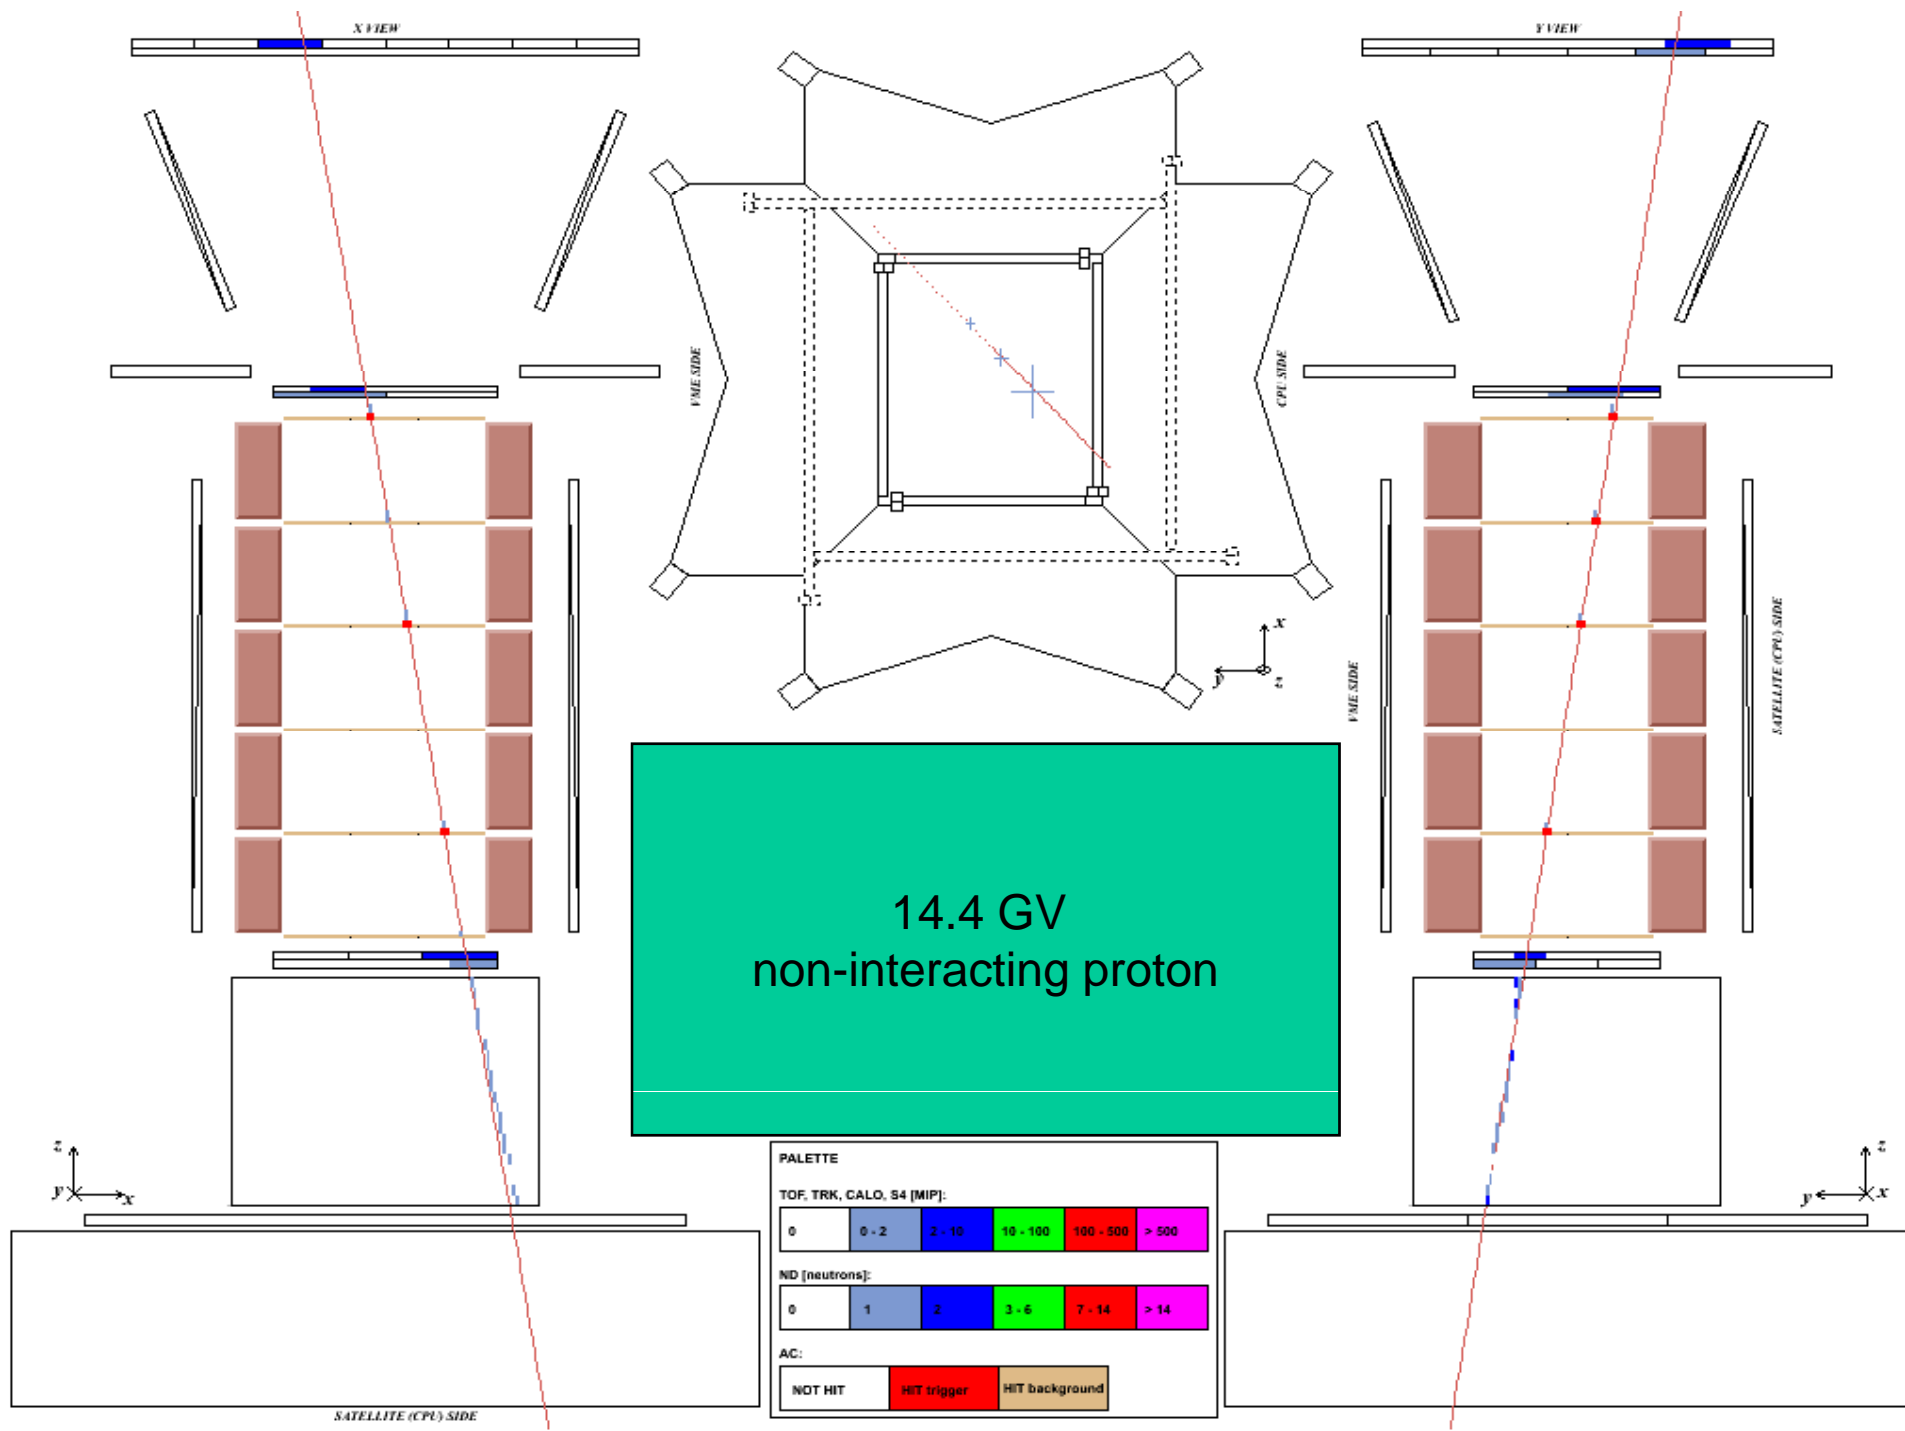 X VIEW
Y VIEW
VME SIDE
CPU SIDE
x
y
z
VME SIDE
SATELLITE (CPU) SIDE
14.4 GV
non-interacting proton
z
y
x
z
y
x
PALETTE
TOF, TRK, CALO, S4 [MIP]:
0 0 - 2 2 - 10 10 - 100 100 - 500 > 500
ND [neutrons]:
0 1 2 3 - 6 7 - 14 > 14
AC:
NOT HIT HIT trigger HIT background
SATELLITE (CPU) SIDE